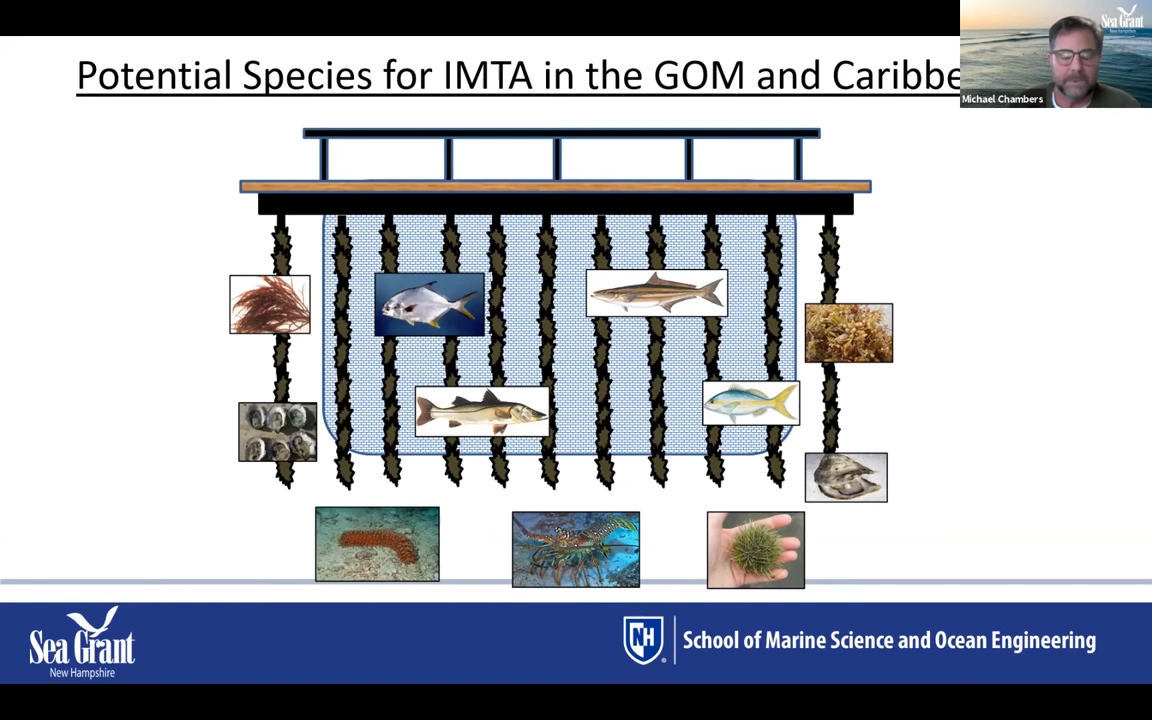 Potential Species for IMTA in the GOM and Caribbe
Sea Grant
New Hampshire
Michael Chambers
Sea Grant
New Hampshire
NH
School of Marine Science and Ocean Engineering